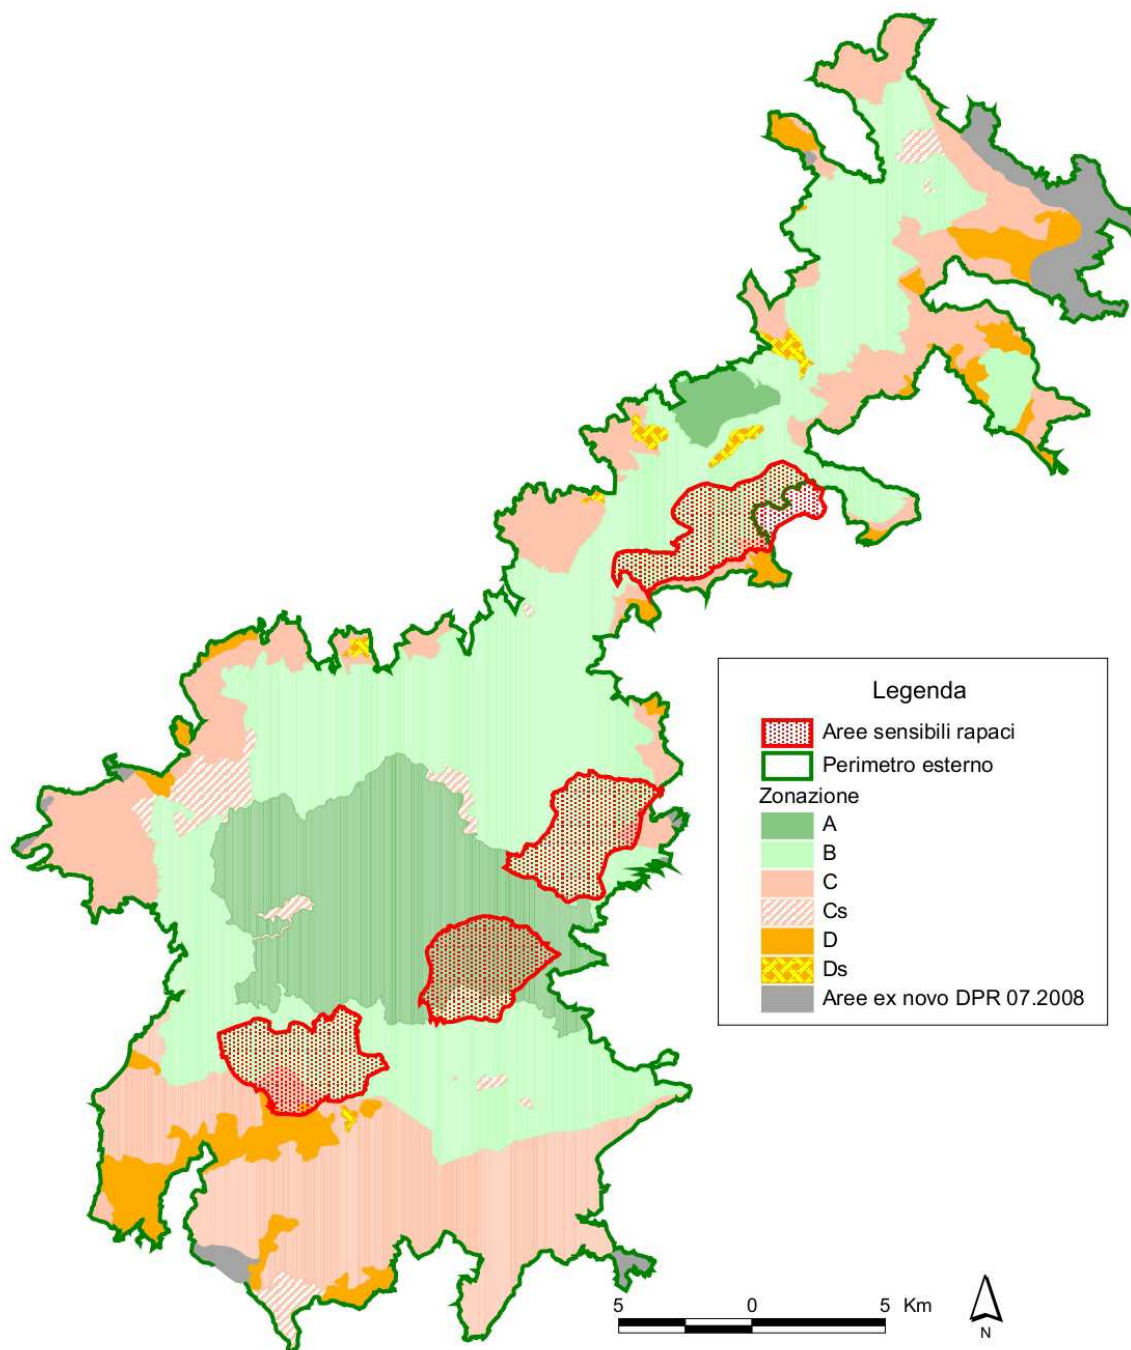 Legenda
Aree sensibili rapaci
Perimetro esterno
Zonazione
A
B
C
Cs
D
Ds
Aree ex novo DPR 07.2008
5 0 5 Km
N